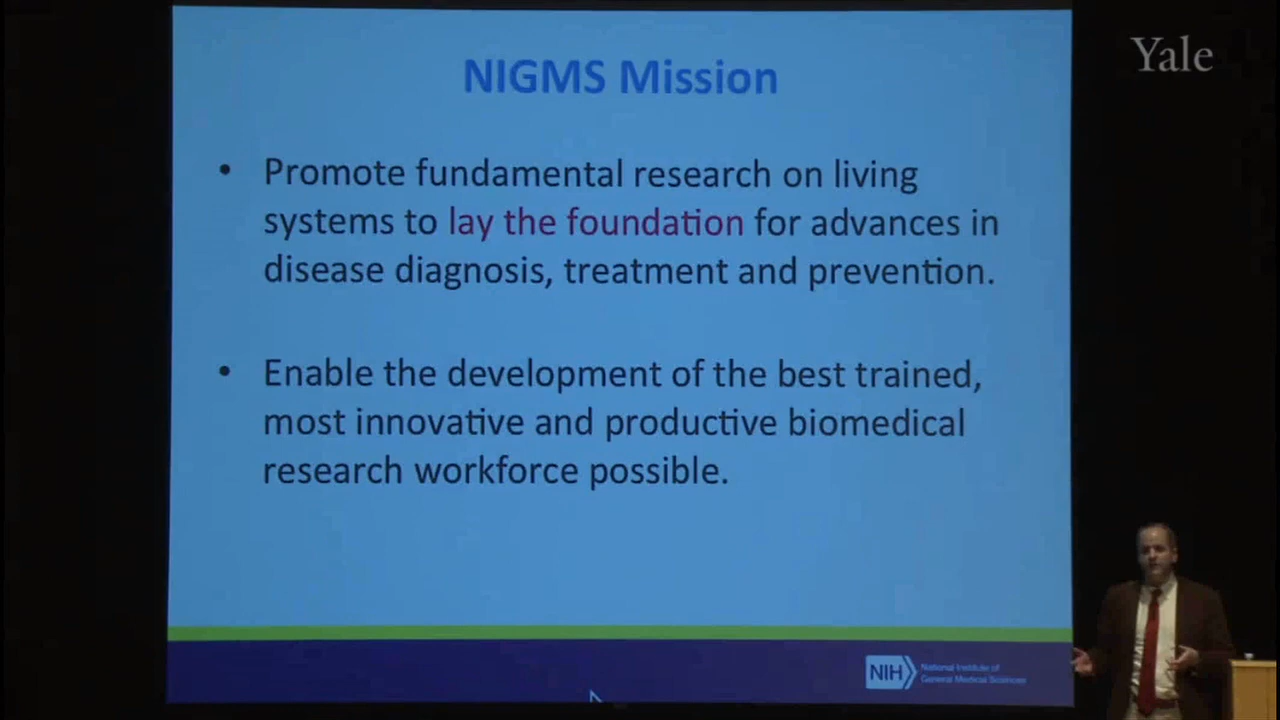 Yale
NIGMS Mission
• Promote fundamental research on living
systems to lay the foundation for advances in
disease diagnosis, treatment and prevention.
• Enable the development of the best trained,
most innovative and productive biomedical
research workforce possible.
NIH
National Institute of
General Medical Sciences